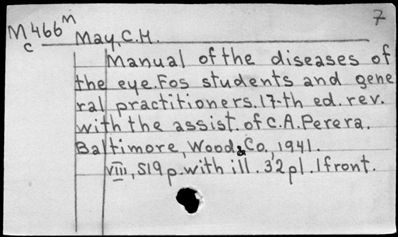 7
M466m
c
May, C.H.
Manual of the diseases of
the eye. Fos students and gene
ral practitioners. 17-th ed. rev.
with the assist. of C.A. Perera.
Baltimore, Wood & Co., 1941.
VIII, 519 p. with ill. 32 pl. 1 front.